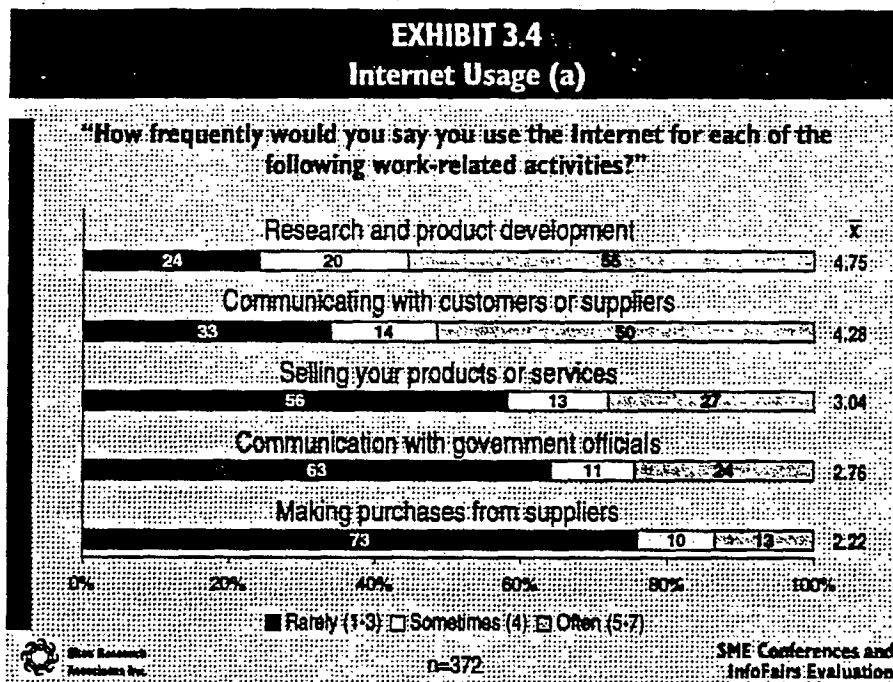 EXHIBIT 3.4
Internet Usage (a)
"How frequently would you say you use the Internet for each of the
following work-related activities?"
x̄
Research and product development
24 20 55 4.75
Communicating with customers or suppliers
33 14 50 4.28
Selling your products or services
56 13 27 3.04
Communication with government officials
63 11 24 2.76
Making purchases from suppliers
73 10 13 2.22
0% 20% 40% 60% 80% 100%
Rarely (1-3) Sometimes (4) Often (5-7)
Research
Associates Inc.
n=372
SME Conferences and
InfoFairs Evaluation